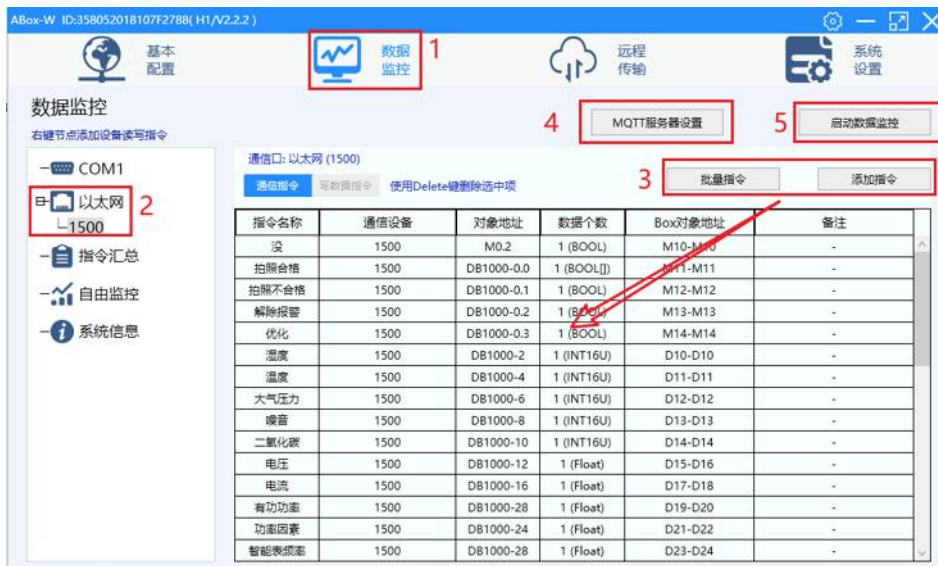 ABox-W ID:358052018107F2788( H1/V2.2.2 )
基本配置
数据监控
1
远程传输
系统设置
数据监控
右键节点添加设备读写指令
4
MQTT服务器设置
5
启动数据监控
COM1
以太网
2
1500
指令汇总
自由监控
系统信息
通信口: 以太网 (1500)
通信指令 写数据指令 使用Delete键删除选中项
3
批量指令
添加指令
指令名称 通信设备 对象地址 数据个数 Box对象地址 备注
没 1500 M0.2 1 (BOOL) M10-M10 -
拍照合格 1500 DB1000-0.0 1 (BOOL[]) M11-M11 -
拍照不合格 1500 DB1000-0.1 1 (BOOL) M12-M12 -
解除报警 1500 DB1000-0.2 1 (BOOL) M13-M13 -
优化 1500 DB1000-0.3 1 (BOOL) M14-M14 -
湿度 1500 DB1000-2 1 (INT16U) D10-D10 -
温度 1500 DB1000-4 1 (INT16U) D11-D11 -
大气压力 1500 DB1000-6 1 (INT16U) D12-D12 -
噪音 1500 DB1000-8 1 (INT16U) D13-D13 -
二氧化碳 1500 DB1000-10 1 (INT16U) D14-D14 -
电压 1500 DB1000-12 1 (Float) D15-D16 -
电流 1500 DB1000-16 1 (Float) D17-D18 -
有功功率 1500 DB1000-28 1 (Float) D19-D20 -
功率因素 1500 DB1000-24 1 (Float) D21-D22 -
智能表频率 1500 DB1000-28 1 (Float) D23-D24 -